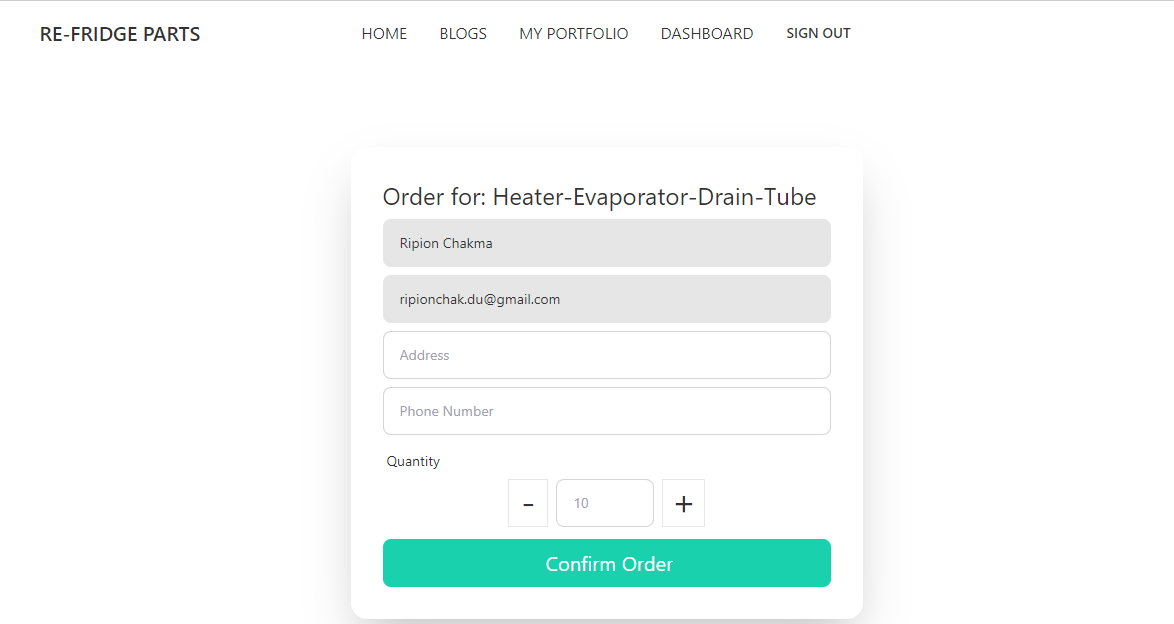 RE-FRIDGE PARTS HOME BLOGS MY PORTFOLIO DASHBOARD SIGN OUT
Order for: Heater-Evaporator-Drain-Tube
Ripion Chakma
ripionchak.du@gmail.com
Address
Phone Number
Quantity
- 10 +
Confirm Order